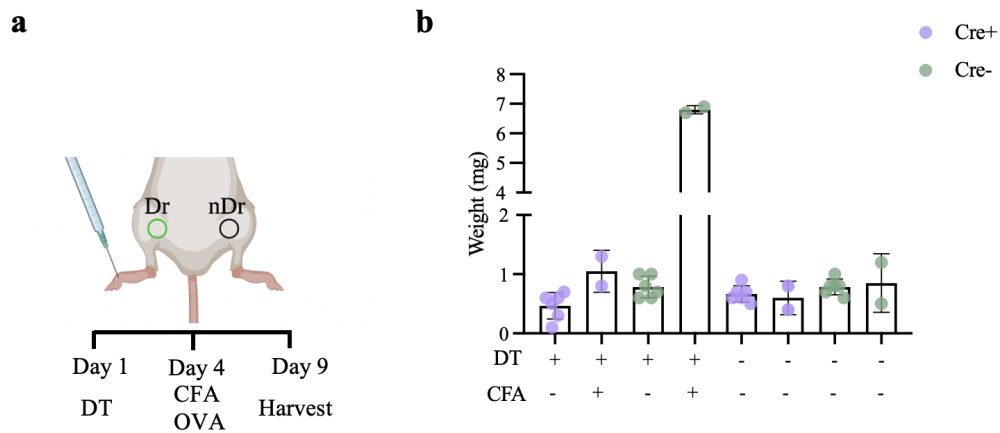 a
Dr nDr
Day 1 Day 4 Day 9
DT CFA Harvest
OVA
b
Cre+
Cre-
Weight (mg)
8
7
6
5
4
2
1
0
DT + + + + - - - -
CFA - + - + - - - -